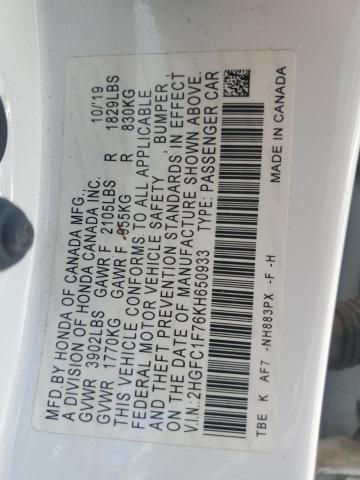 MFD.BY HONDA OF CANADA MFG., 10/'19
A DIVISION OF HONDA CANADA INC.
GVWR 3902LBS GAWR F 2105LBS R 1829LBS
GVWR 1770KG GAWR F 955KG R 830KG
THIS VEHICLE CONFORMS TO ALL APPLICABLE
FEDERAL MOTOR VEHICLE SAFETY, BUMPER,
AND THEFT PREVENTION STANDARDS IN EFFECT
ON THE DATE OF MANUFACTURE SHOWN ABOVE.
V.I.N.:2HGFC1F76KH650933 TYPE: PASSENGER CAR
TBE K AF7 -NH883PX -F -H MADE IN CANADA